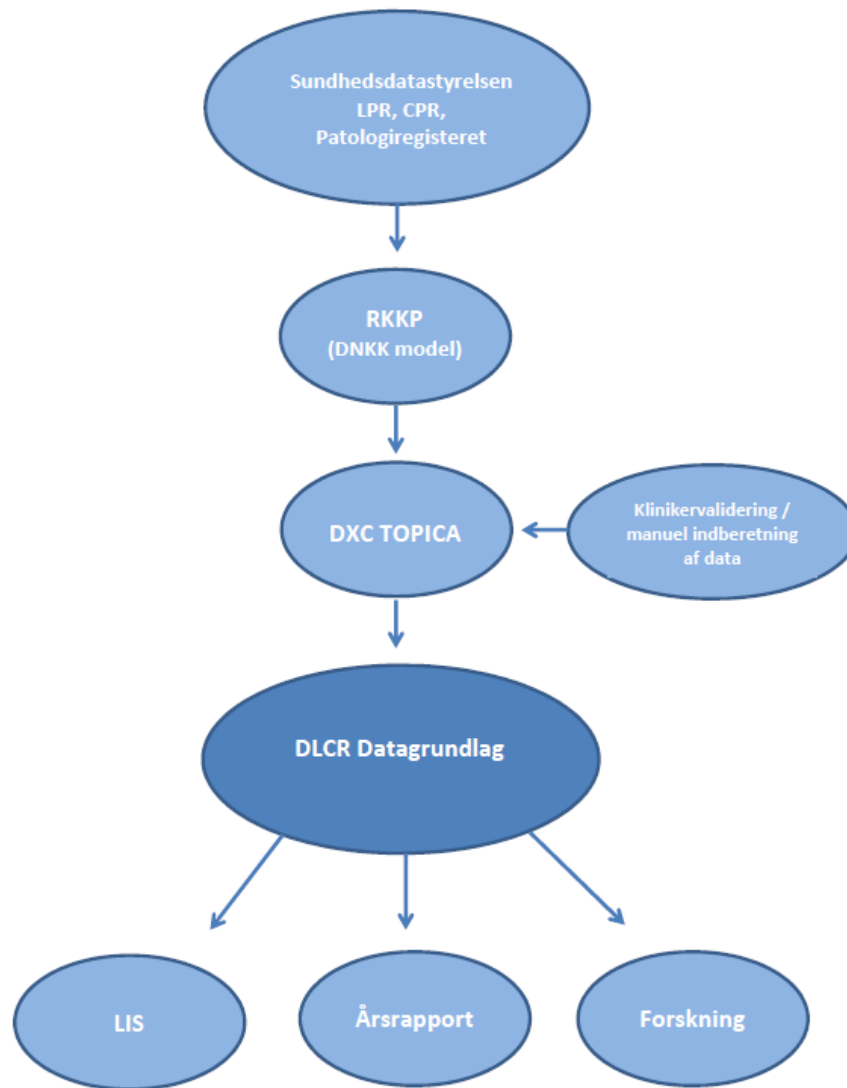 Sundhedsdatastyrelsen
LPR, CPR,
Patologiregisteret
RKKP
(DNKK model)
DXC TOPICA
Klinikervalidering /
manuel indberetning
af data
DLCR Datagrundlag
LIS
Årsrapport
Forskning